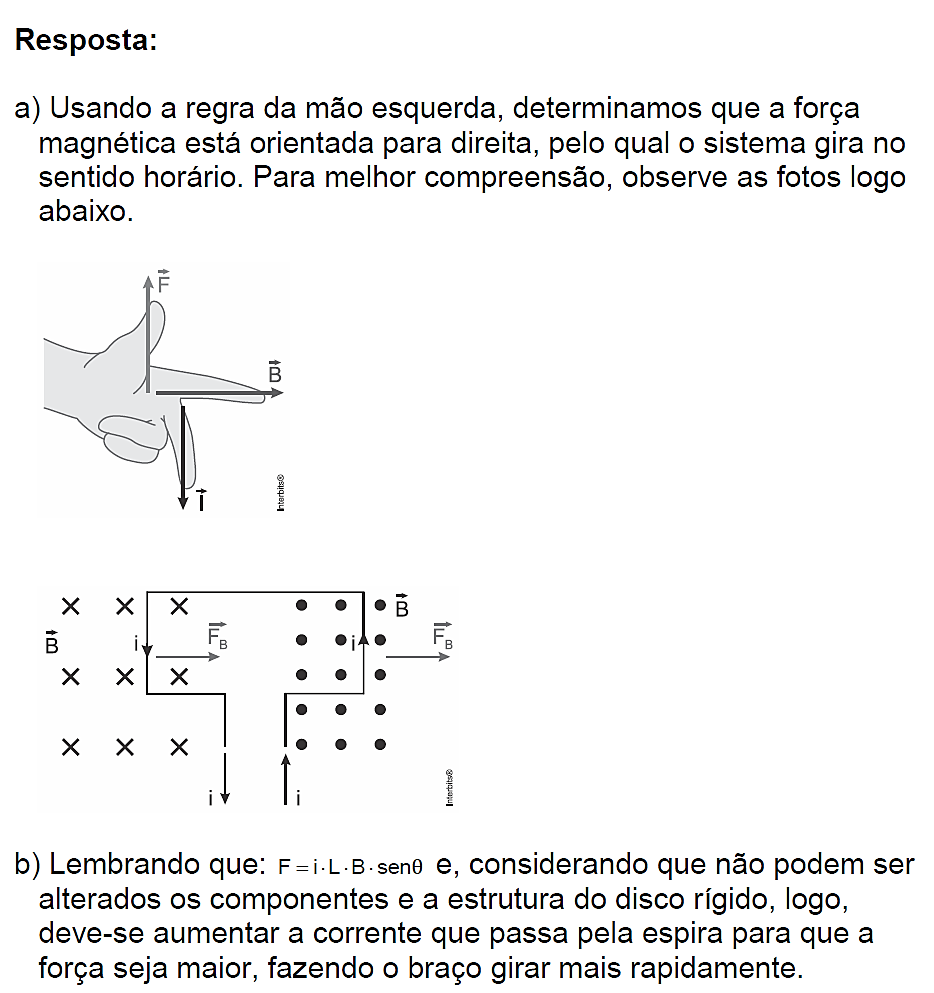 Resposta:
a) Usando a regra da mão esquerda, determinamos que a força
magnética está orientada para direita, pelo qual o sistema gira no
sentido horário. Para melhor compreensão, observe as fotos logo
abaixo.
F
B
i
Interbits®
B
B
i
F_B
i
F_B
i
i
Interbits®
b) Lembrando que: F = i · L · B · senθ e, considerando que não podem ser
alterados os componentes e a estrutura do disco rígido, logo,
deve-se aumentar a corrente que passa pela espira para que a
força seja maior, fazendo o braço girar mais rapidamente.